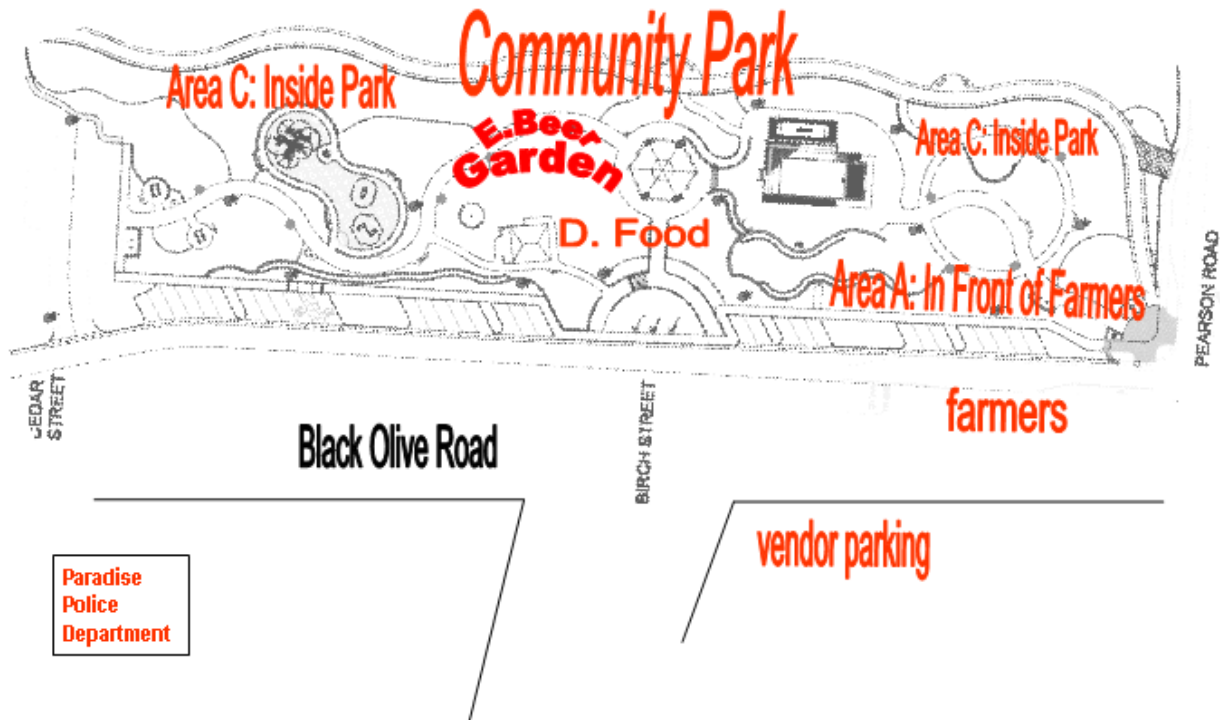 Community Park
Area C: Inside Park
E.Beer
Garden
Area C: Inside Park
D. Food
Area A: In Front of Farmers
PEARSON ROAD
farmers
CEDAR
STREET
BIRCH STREET
Black Olive Road
vendor parking
Paradise
Police
Department